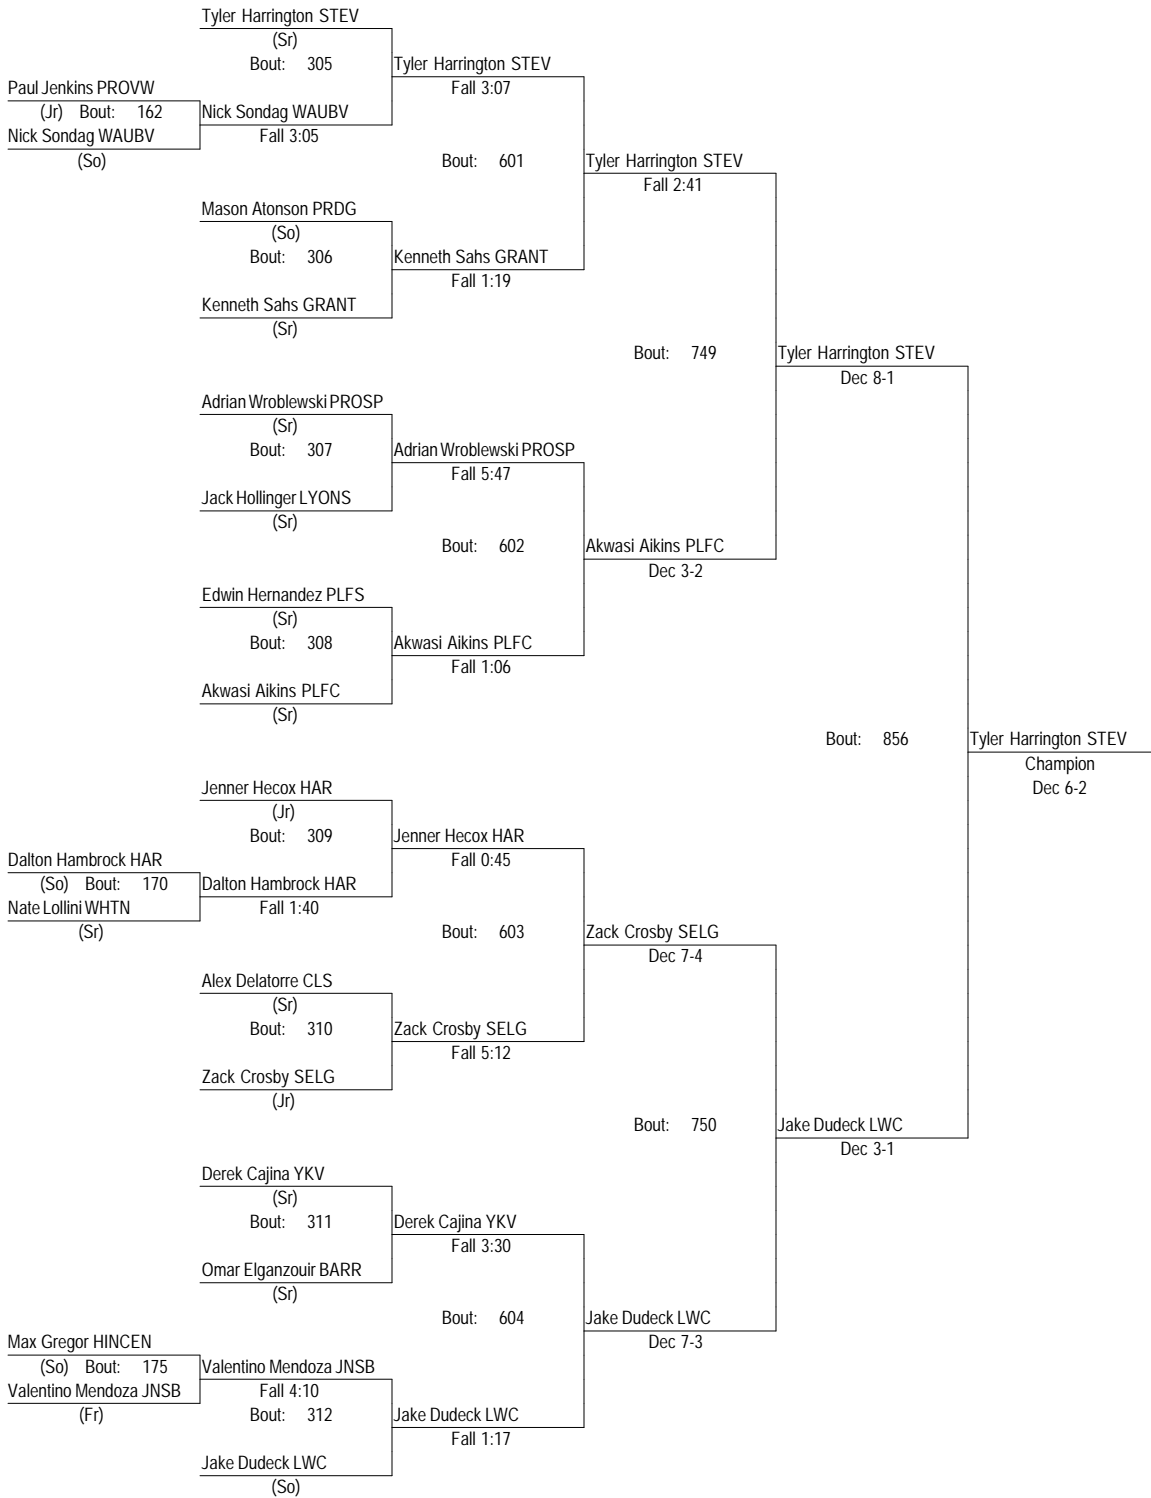 Tyler Harrington STEV
(Sr)
Bout: 305
Tyler Harrington STEV
Fall 3:07
Paul Jenkins PROVW
(Jr) Bout: 162
Nick Sondag WAUBV
Nick Sondag WAUBV
Fall 3:05
(So)
Bout: 601
Tyler Harrington STEV
Fall 2:41
Mason Atonson PRDG
(So)
Bout: 306
Kenneth Sahs GRANT
Fall 1:19
Kenneth Sahs GRANT
(Sr)
Bout: 749
Tyler Harrington STEV
Dec 8-1
Adrian Wroblewski PROSP
(Sr)
Bout: 307
Adrian Wroblewski PROSP
Fall 5:47
Jack Hollinger LYONS
(Sr)
Bout: 602
Akwasi Aikins PLFC
Dec 3-2
Edwin Hernandez PLFS
(Sr)
Bout: 308
Akwasi Aikins PLFC
Fall 1:06
Akwasi Aikins PLFC
(Sr)
Bout: 856
Tyler Harrington STEV
Champion
Dec 6-2
Jenner Hecox HAR
(Jr)
Bout: 309
Jenner Hecox HAR
Fall 0:45
Dalton Hambrock HAR
(So) Bout: 170
Dalton Hambrock HAR
Nate Lollini WHTN
Fall 1:40
(Sr)
Bout: 603
Zack Crosby SELG
Dec 7-4
Alex Delatorre CLS
(Sr)
Bout: 310
Zack Crosby SELG
Fall 5:12
Zack Crosby SELG
(Jr)
Bout: 750
Jake Dudeck LWC
Dec 3-1
Derek Cajina YKV
(Sr)
Bout: 311
Derek Cajina YKV
Fall 3:30
Omar Elganzouir BARR
(Sr)
Bout: 604
Jake Dudeck LWC
Dec 7-3
Max Gregor HINCEN
(So) Bout: 175
Valentino Mendoza JNSB
Valentino Mendoza JNSB
Fall 4:10
(Fr)
Bout: 312
Jake Dudeck LWC
Fall 1:17
Jake Dudeck LWC
(So)